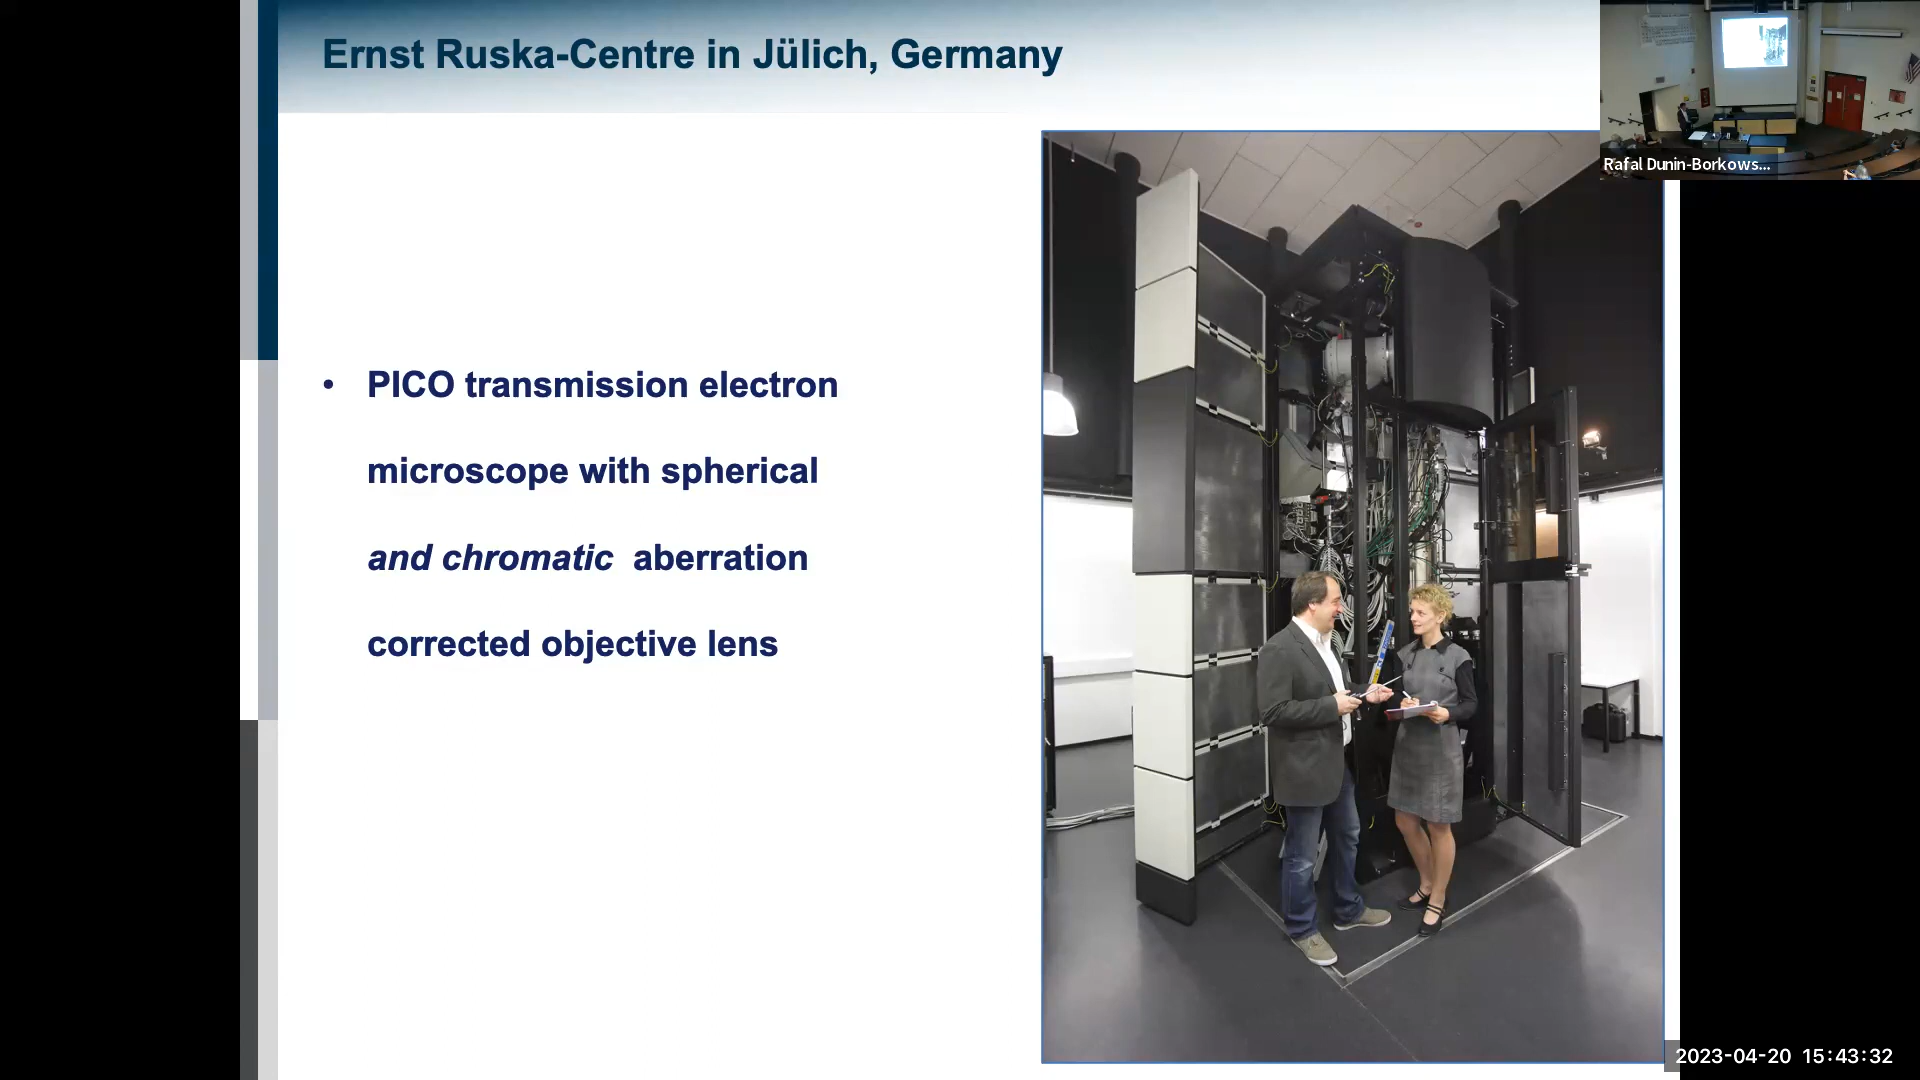 Ernst Ruska-Centre in Jülich, Germany
Rafal Dunin-Borkows...
• PICO transmission electron
microscope with spherical
and chromatic aberration
corrected objective lens
2023-04-20 15:43:32